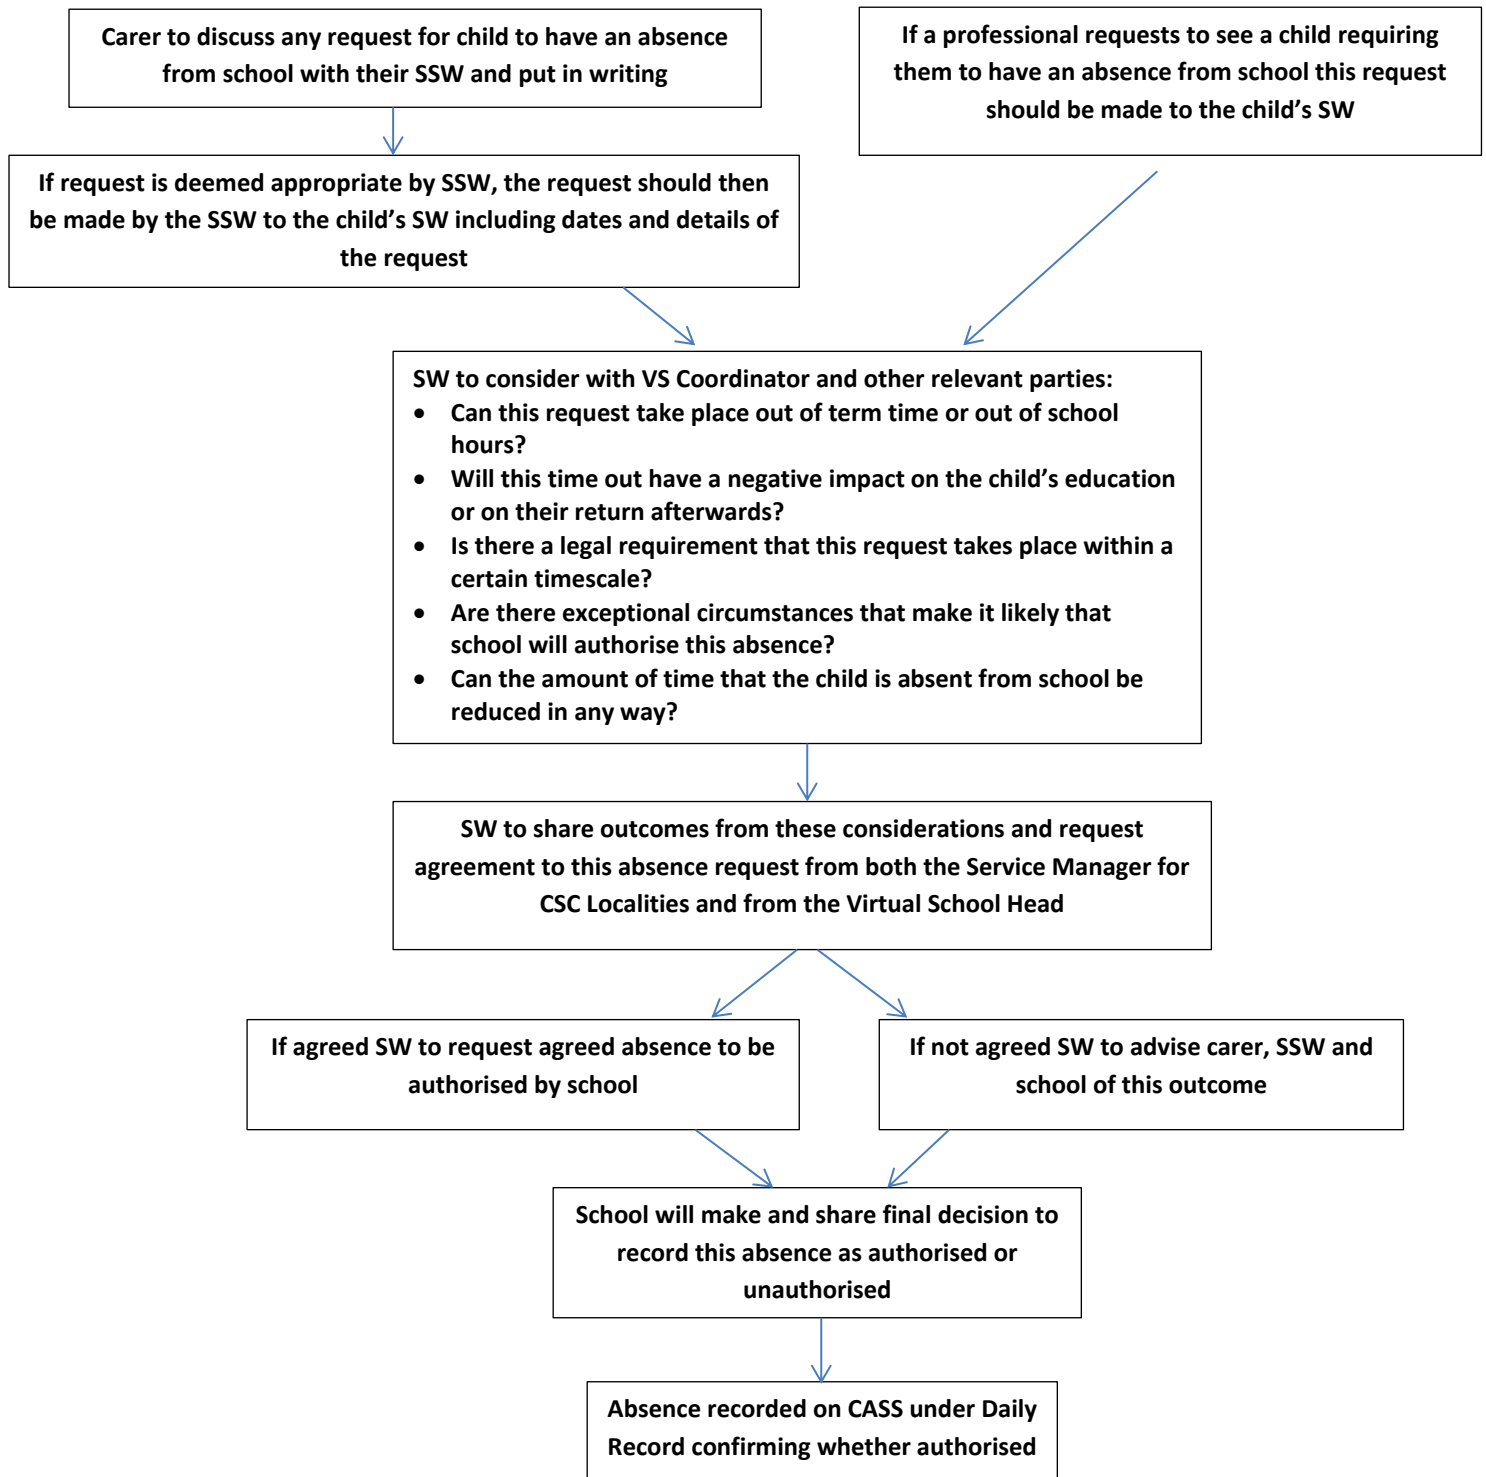 Carer to discuss any request for child to have an absence
from school with their SSW and put in writing
If a professional requests to see a child requiring
them to have an absence from school this request
should be made to the child’s SW
If request is deemed appropriate by SSW, the request should then
be made by the SSW to the child’s SW including dates and details of
the request
SW to consider with VS Coordinator and other relevant parties:
• Can this request take place out of term time or out of school
hours?
• Will this time out have a negative impact on the child’s education
or on their return afterwards?
• Is there a legal requirement that this request takes place within a
certain timescale?
• Are there exceptional circumstances that make it likely that
school will authorise this absence?
• Can the amount of time that the child is absent from school be
reduced in any way?
SW to share outcomes from these considerations and request
agreement to this absence request from both the Service Manager for
CSC Localities and from the Virtual School Head
If agreed SW to request agreed absence to be
authorised by school
If not agreed SW to advise carer, SSW and
school of this outcome
School will make and share final decision to
record this absence as authorised or
unauthorised
Absence recorded on CASS under Daily
Record confirming whether authorised